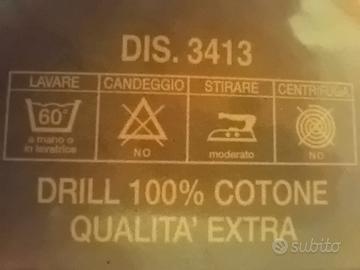 DIS. 3413
LAVARE CANDEGGIO STIRARE CENTRIFUGA
60°
a mano o
in lavatrice NO moderato NO
DRILL 100% COTONE
QUALITA' EXTRA
subito